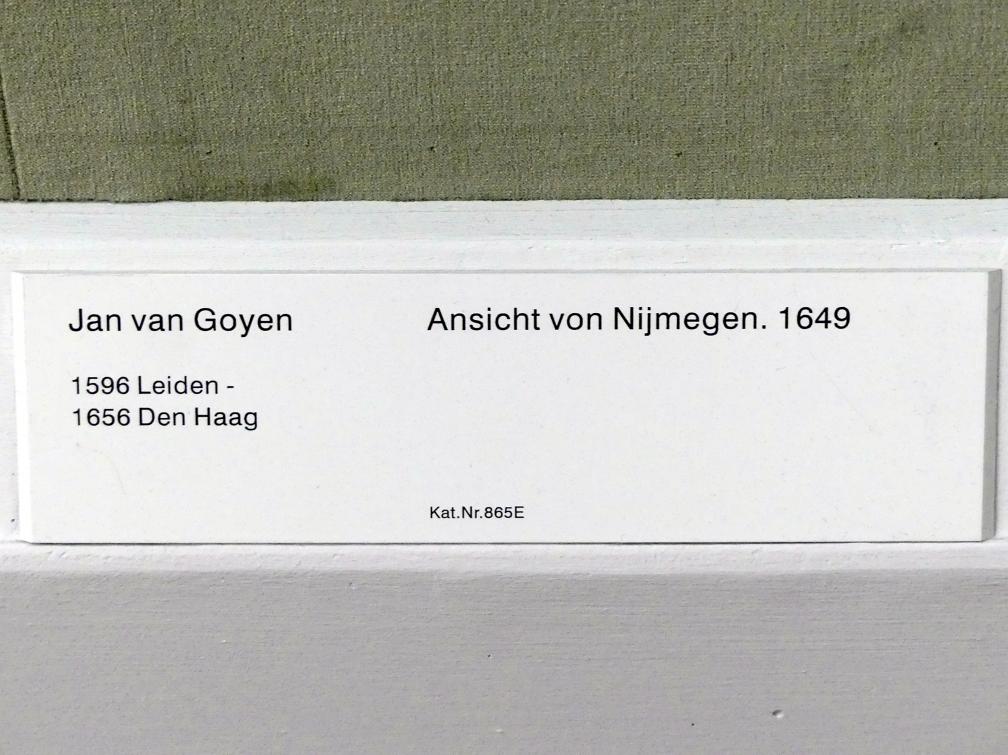 Jan van Goyen
Ansicht von Nijmegen. 1649
1596 Leiden -
1656 Den Haag
Kat.Nr.865E